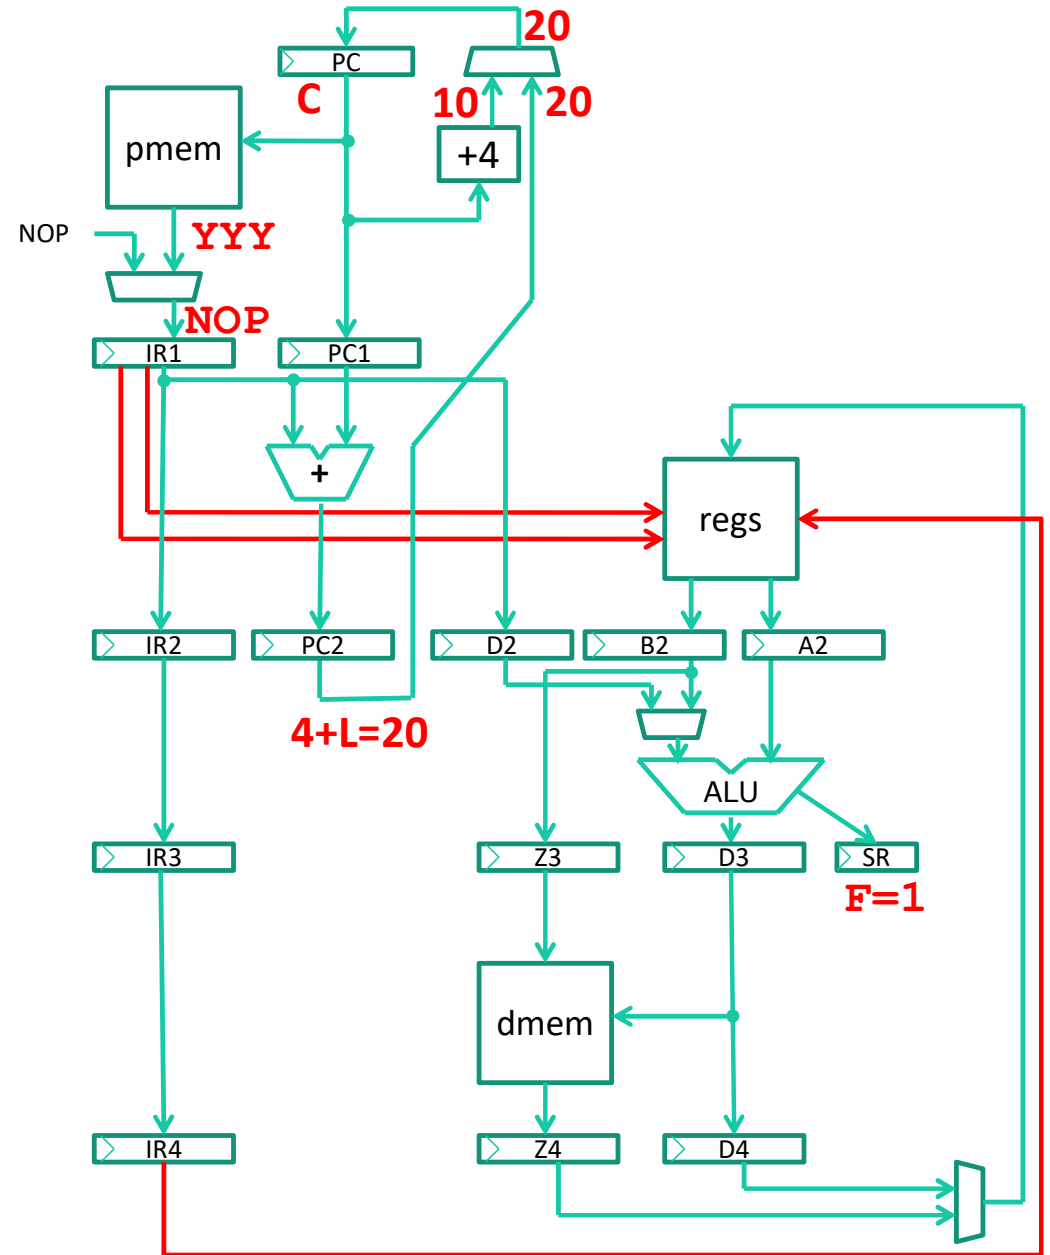 20
PC
C
10
20
pmem
+4
NOP
YYY
NOP
IR1
PC1
+
regs
IR2
PC2
D2
B2
A2
4+L=20
ALU
IR3
Z3
D3
SR
F=1
dmem
IR4
Z4
D4